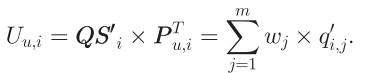 U_{u,i} = QS'_i × P^T_{u,i} = \sum_{j=1}^{m} w_j × q'_{i,j}.